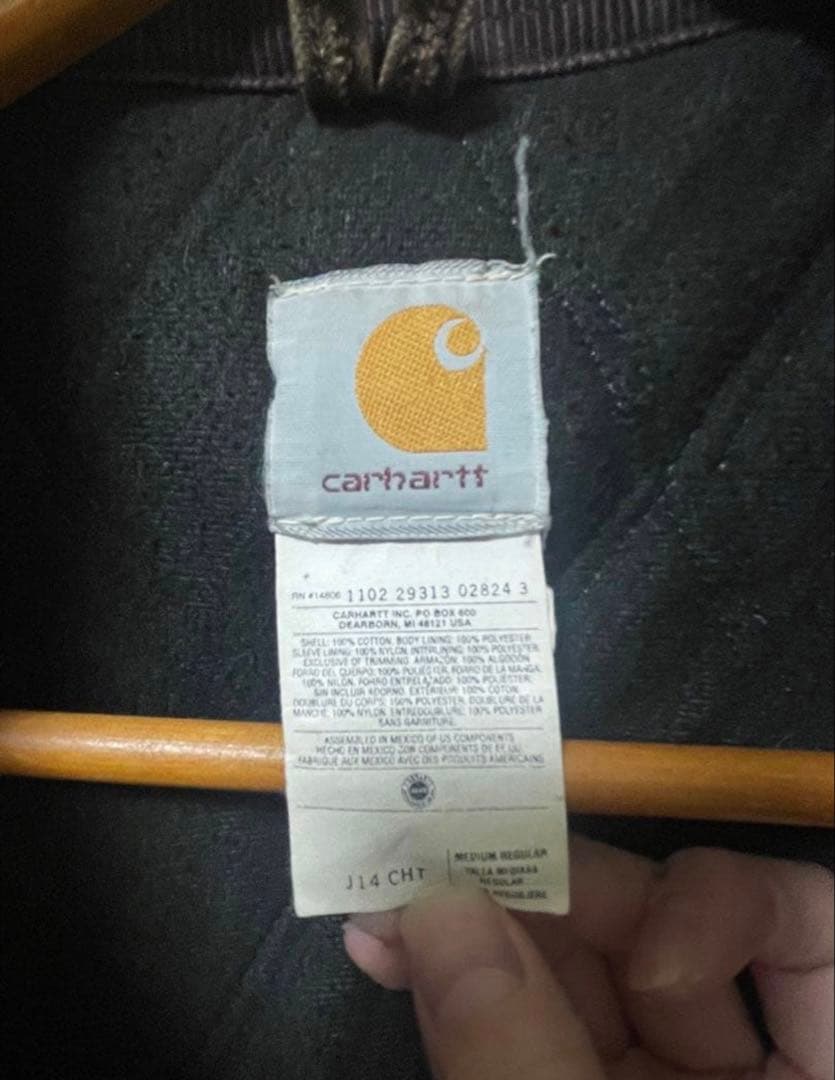 carhartt
RN #14806 1102 29313 02824 3
CARHARTT INC. PO BOX 600
DEARBORN, MI 48121 USA
SHELL: 100% COTTON, BODY LINING: 100% POLYESTER
SLEEVE LINING: 100% NYLON, INTERLINING: 100% POLYESTER
EXCLUSIVE OF TRIMMING. ARMAZON: 100% ALGODON
FORRO DEL CUERPO: 100% POLIESTER, FORRO DE LA MANGA:
100% NILON, FORRO ENTRELAZADO: 100% POLIESTER
SIN INCLUIR ADORNO. EXTERIEUR: 100% COTON
DOUBLURE DU CORPS: 100% POLYESTER, DOUBLURE DE LA
MANCHE: 100% NYLON, ENTREDOUBLURE: 100% POLYESTER
SANS GARNITURE.
ASSEMBLED IN MEXICO OF US COMPONENTS
HECHO EN MEXICO CON COMPONENTES DE EE UU
FABRIQUE AUX MEXICO AVEC DES PRODUITS AMERICAINS
J14 CHT
MEDIUM REGULAR
TALLA MEDIANA
REGULAR
REGULIERE